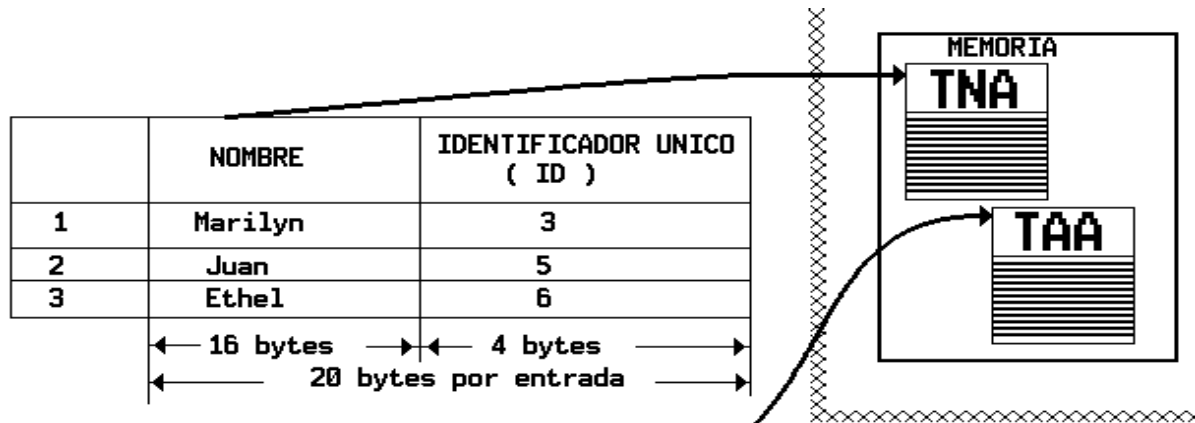 MEMORIA
TNA
NOMBRE
IDENTIFICADOR UNICO
( ID )
1 Marilyn 3
2 Juan 5
3 Ethel 6
16 bytes 4 bytes
20 bytes por entrada
TAA